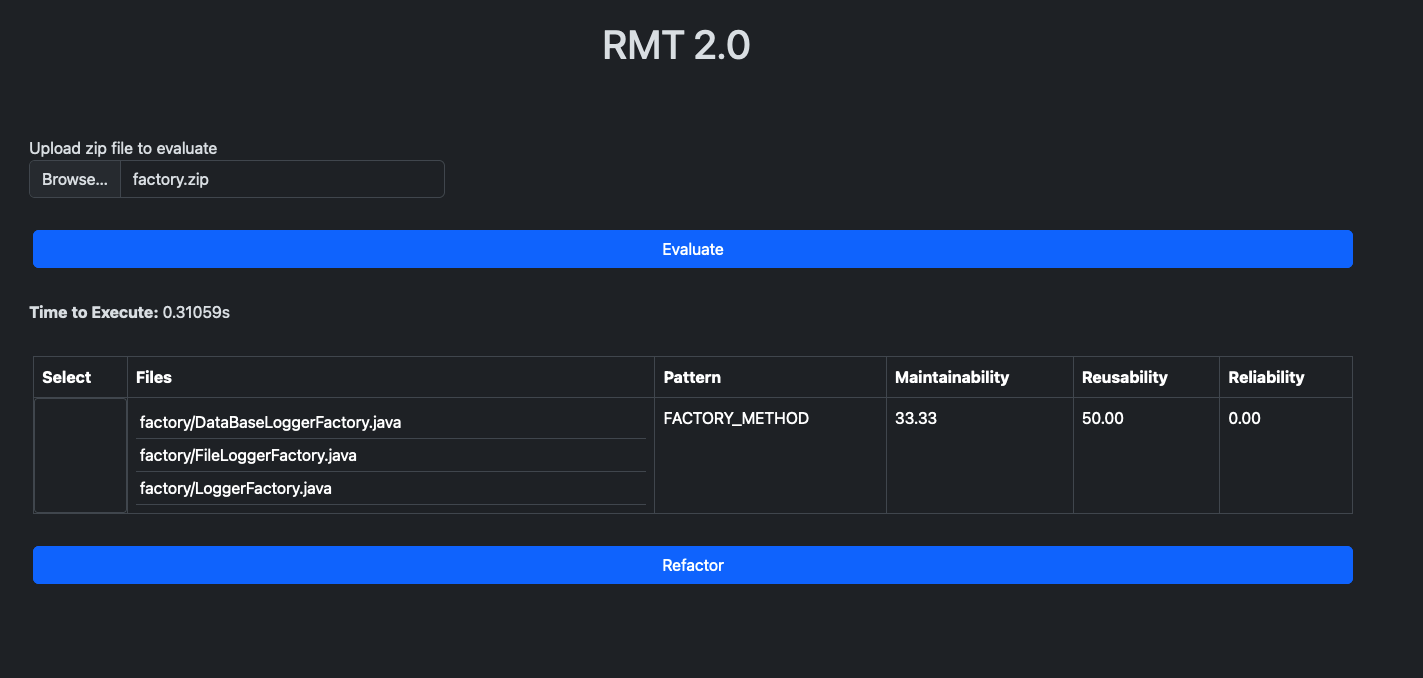 RMT 2.0
Upload zip file to evaluate
Browse... factory.zip
Evaluate
Time to Execute: 0.31059s
Select Files Pattern Maintainability Reusability Reliability
factory/DataBaseLoggerFactory.java FACTORY_METHOD 33.33 50.00 0.00
factory/FileLoggerFactory.java
factory/LoggerFactory.java
Refactor